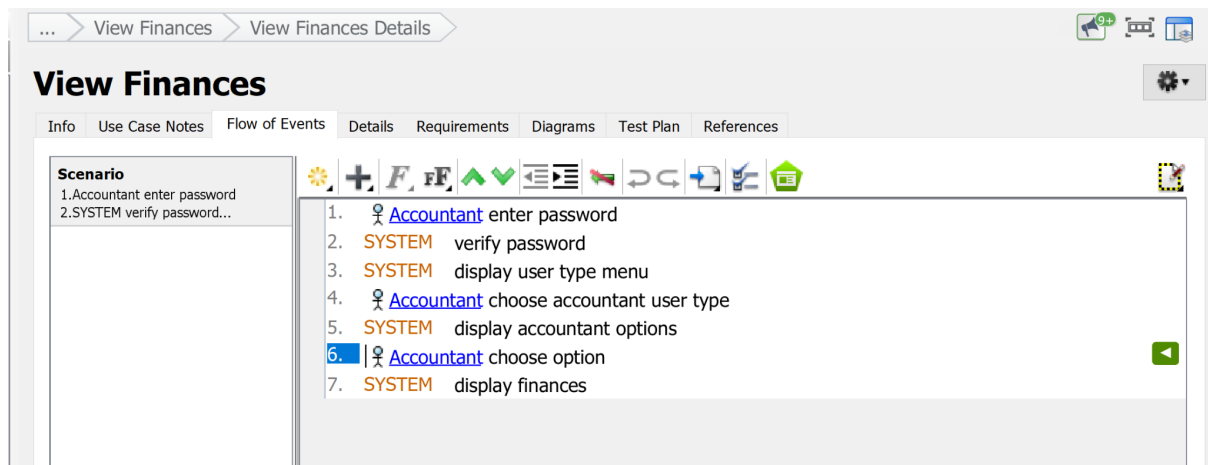 ... View Finances View Finances Details
9+
View Finances
Info Use Case Notes Flow of Events Details Requirements Diagrams Test Plan References
Scenario
1.Accountant enter password
2.SYSTEM verify password...
F FF
1. Accountant enter password
2. SYSTEM verify password
3. SYSTEM display user type menu
4. Accountant choose accountant user type
5. SYSTEM display accountant options
6. Accountant choose option
7. SYSTEM display finances